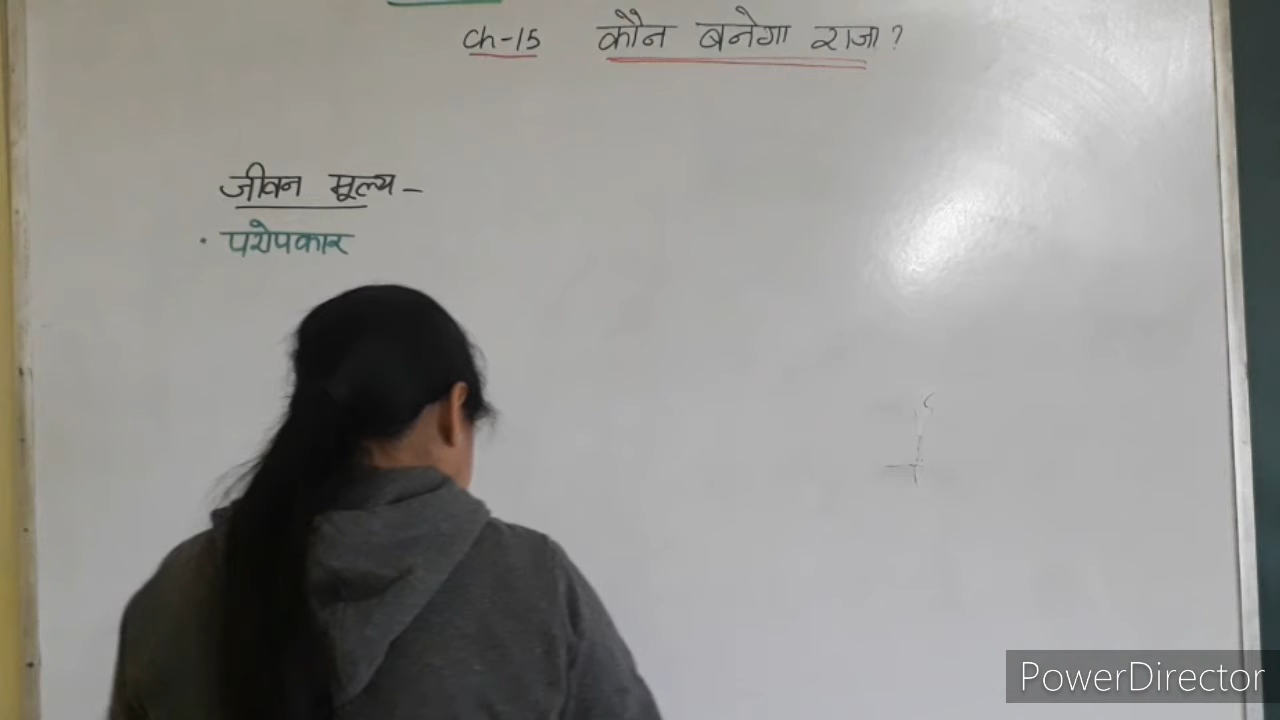 Ch-15 कौन बनेगा राजा?
जीवन मूल्य-
• परोपकार
PowerDirector